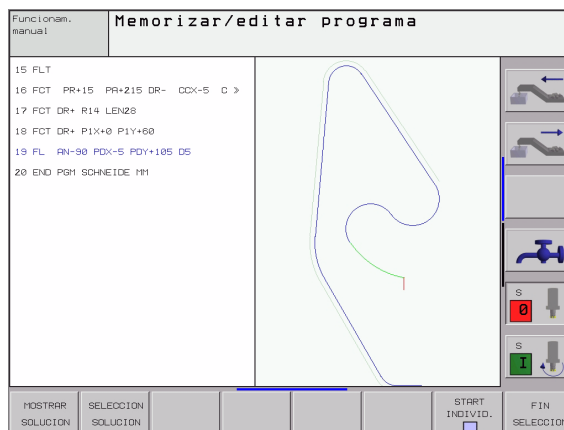 Funcionam.
manual
Memorizar/editar programa
15 FLT
16 FCT PR+15 PA+215 DR- CCX-5 C »
17 FCT DR+ R14 LEN28
18 FCT DR+ P1X+0 P1Y+60
19 FL AN-90 PDX-5 PDY+105 D5
20 END PGM SCHNEIDE MM
S
0
S
I
MOSTRAR
SOLUCION
SELECCION
SOLUCION
START
INDIVID.
FIN
SELECCION